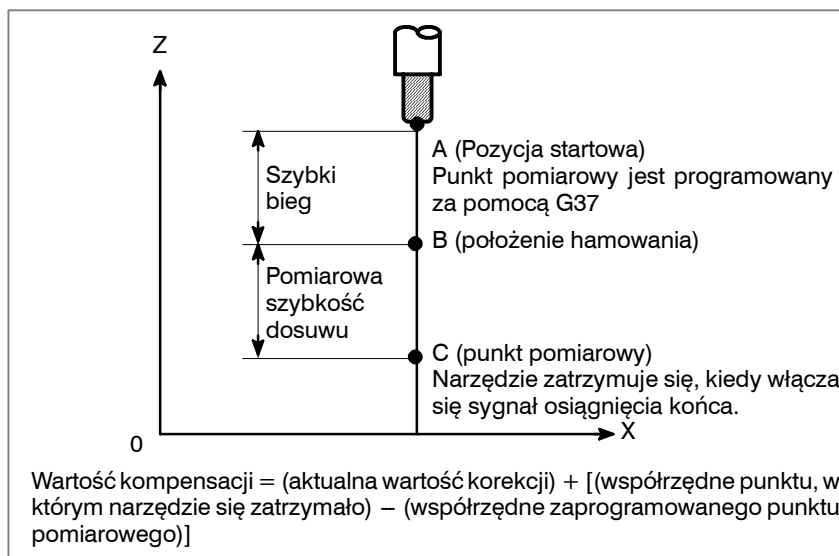 Z
A (Pozycja startowa)
Punkt pomiarowy jest programowany
za pomocą G37
Szybki
bieg
B (położenie hamowania)
Pomiarowa
szybkość
dosuwu
C (punkt pomiarowy)
Narzędzie zatrzymuje się, kiedy włącza
się sygnał osiągnięcia końca.
0
X
Wartość kompensacji = (aktualna wartość korekcji) + [(współrzędne punktu, w
którym narzędzie się zatrzymało) − (współrzędne zaprogramowanego punktu
pomiarowego)]